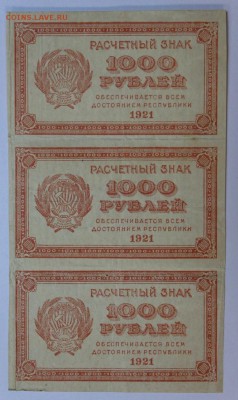 COINS.LAVE.RU
РАСЧЕТНЫЙ ЗНАК
1000
РУБЛЕЙ
ОБЕСПЕЧИВАЕТСЯ ВСЕМ
ДОСТОЯНИЕМ РЕСПУБЛИКИ
1921
РАСЧЕТНЫЙ ЗНАК
1000
РУБЛЕЙ
ОБЕСПЕЧИВАЕТСЯ ВСЕМ
ДОСТОЯНИЕМ РЕСПУБЛИКИ
1921
РАСЧЕТНЫЙ ЗНАК
1000
РУБЛЕЙ
ОБЕСПЕЧИВАЕТСЯ ВСЕМ
ДОСТОЯНИЕМ РЕСПУБЛИКИ
1921